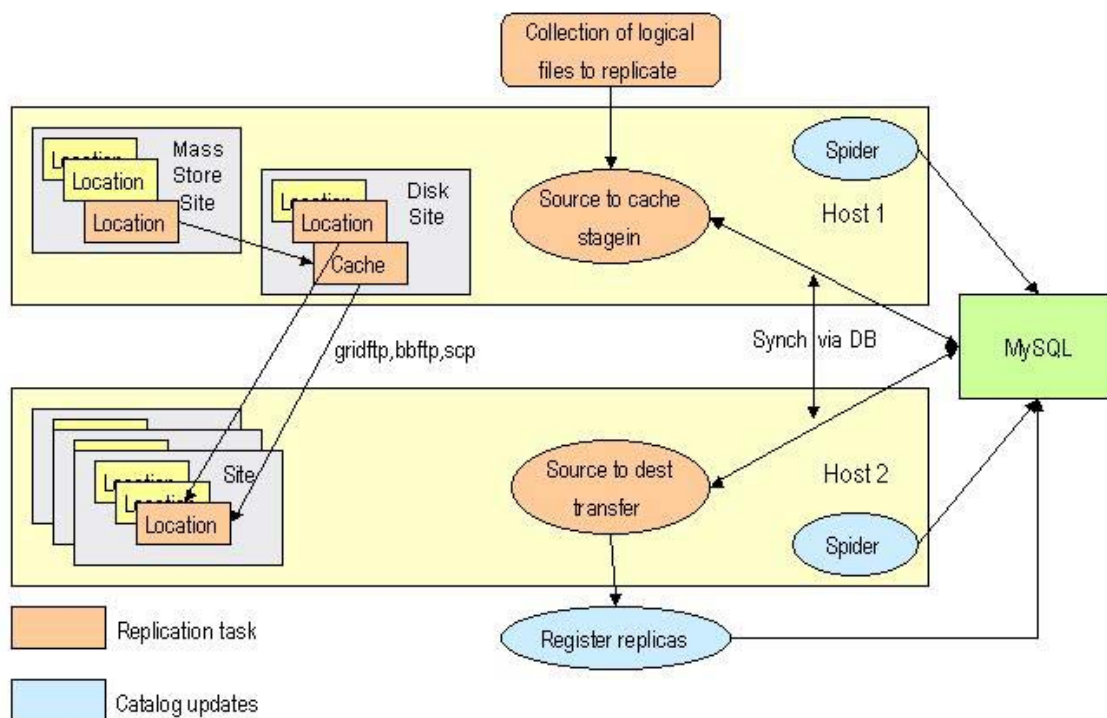 Collection of logical
files to replicate
Location
Location
Location
Mass
Store
Site
Location
Location
Cache
Disk
Site
Source to cache
stagein
Spider
Host 1
gridftp,bbftp,scp
Synch via DB
MySQL
Location
Location
Location
Site
Source to dest
transfer
Host 2
Spider
Register replicas
Replication task
Catalog updates